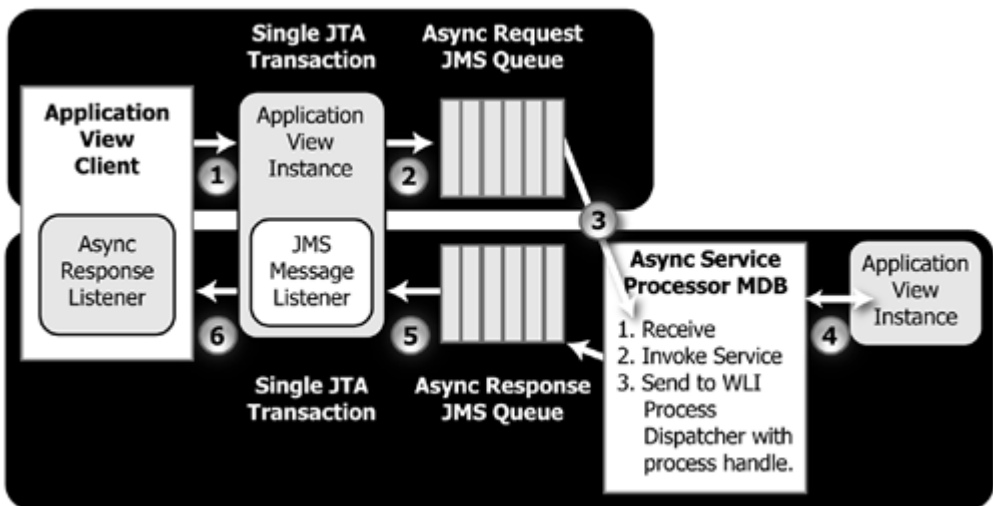 Single JTA
Transaction
Async Request
JMS Queue
Application
View
Client
Application
View
Instance
1
2
3
Async
Response
Listener
JMS
Message
Listener
Async Service
Processor MDB
1. Receive
2. Invoke Service
3. Send to WLI
Process
Dispatcher with
process handle.
Application
View
Instance
4
5
6
Single JTA
Transaction
Async Response
JMS Queue